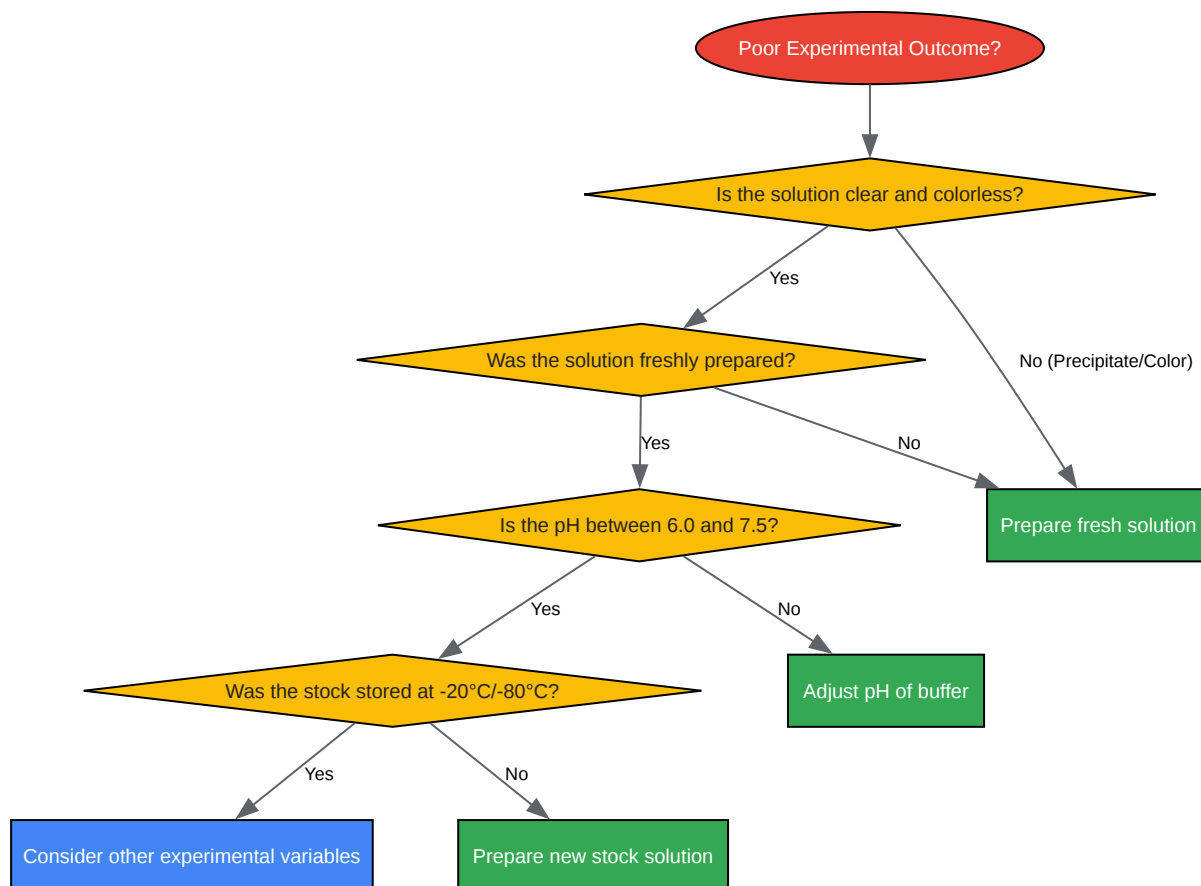 Poor Experimental Outcome?
Is the solution clear and colorless?
Yes
Was the solution freshly prepared?
No (Precipitate/Color)
Yes
No
Is the pH between 6.0 and 7.5?
Prepare fresh solution
Yes
No
Was the stock stored at -20°C/-80°C?
Adjust pH of buffer
Yes
No
Consider other experimental variables
Prepare new stock solution